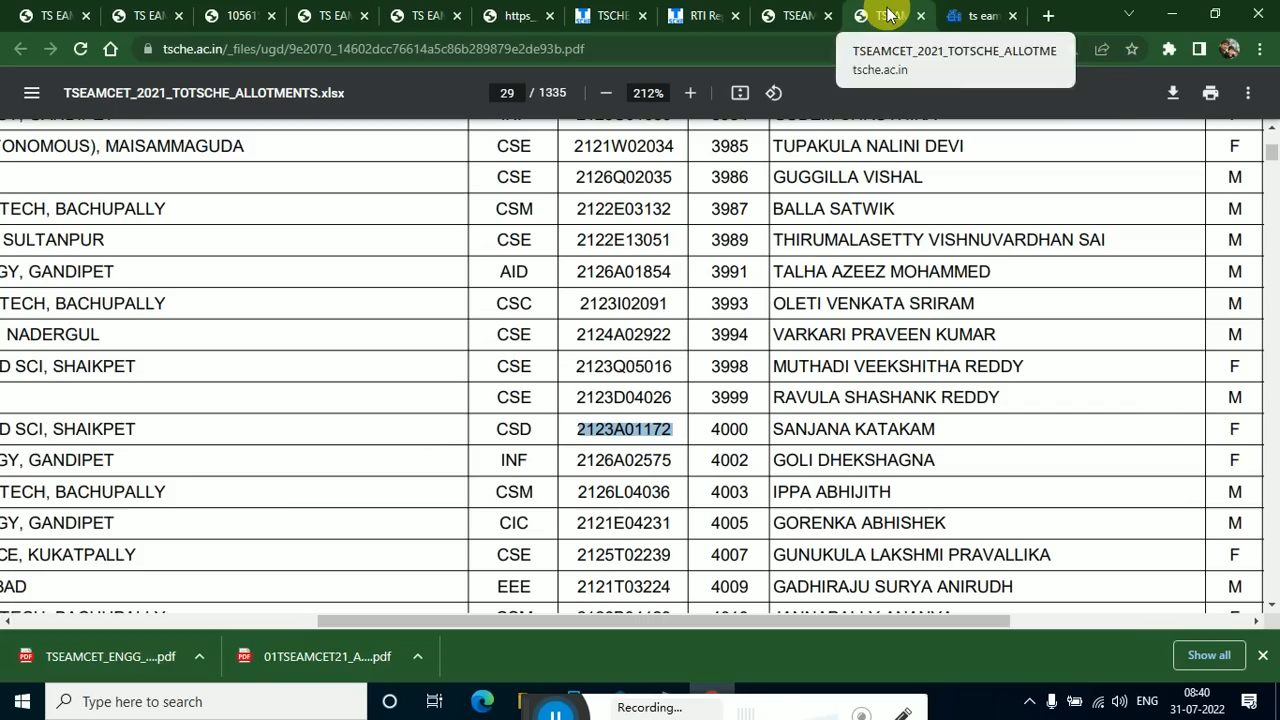 TS EAM
TS EAM
10561
TS EAM
TS EAM
https_
TSCHE
RTI Re
TSEAM
TSEAM
ts eam
tsche.ac.in/_files/ugd/9e2070_14602dcc76614a5c86b289879e2de93b.pdf
TSEAMCET_2021_TOTSCHE_ALLOTME
tsche.ac.in
TSEAMCET_2021_TOTSCHE_ALLOTMENTS.xlsx
29 / 1335
212%
ONOMOUS), MAISAMMAGUDA CSE 2121W02034 3985 TUPAKULA NALINI DEVI F
CSE 2126Q02035 3986 GUGGILLA VISHAL M
TECH, BACHUPALLY CSM 2122E03132 3987 BALLA SATWIK M
SULTANPUR CSE 2122E13051 3989 THIRUMALASETTY VISHNUVARDHAN SAI M
GY, GANDIPET AID 2126A01854 3991 TALHA AZEEZ MOHAMMED M
TECH, BACHUPALLY CSC 2123I02091 3993 OLETI VENKATA SRIRAM M
NADERGUL CSE 2124A02922 3994 VARKARI PRAVEEN KUMAR M
D SCI, SHAIKPET CSE 2123Q05016 3998 MUTHADI VEEKSHITHA REDDY F
CSE 2123D04026 3999 RAVULA SHASHANK REDDY M
D SCI, SHAIKPET CSD 2123A01172 4000 SANJANA KATAKAM F
GY, GANDIPET INF 2126A02575 4002 GOLI DHEKSHAGNA F
TECH, BACHUPALLY CSM 2126L04036 4003 IPPA ABHIJITH M
GY, GANDIPET CIC 2121E04231 4005 GORENKA ABHISHEK M
CE, KUKATPALLY CSE 2125T02239 4007 GUNUKULA LAKSHMI PRAVALLIKA F
BAD EEE 2121T03224 4009 GADHIRAJU SURYA ANIRUDH M
TSEAMCET_ENGG_....pdf
01TSEAMCET21_A....pdf
Show all
Type here to search
Recording...
ENG
08:40
31-07-2022